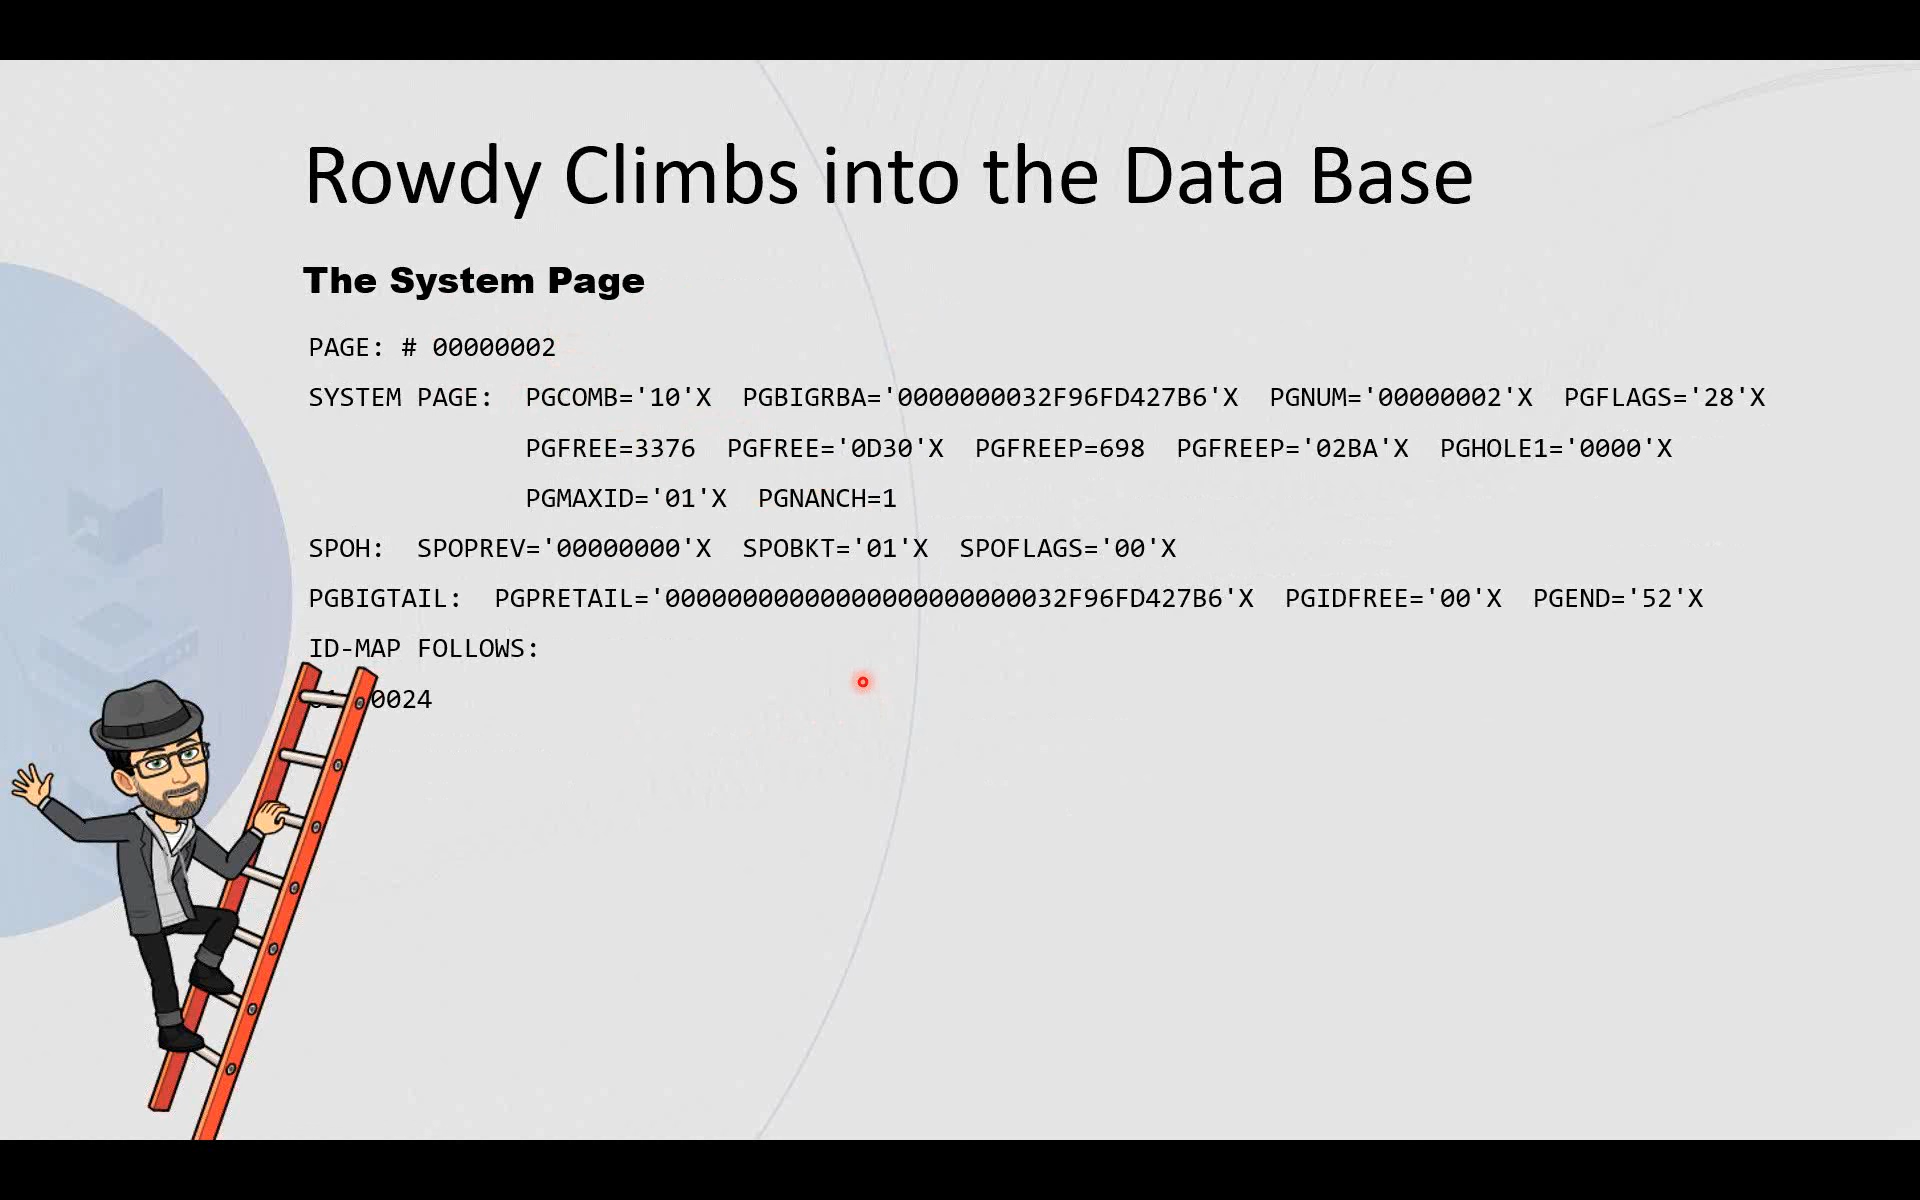 Rowdy Climbs into the Data Base
The System Page
PAGE: # 00000002
SYSTEM PAGE: PGCOMB='10'X PGBIGRBA='0000000032F96FD427B6'X PGNUM='00000002'X PGFLAGS='28'X
PGFREE=3376 PGFREE='0D30'X PGFREEP=698 PGFREEP='02BA'X PGHOLE1='0000'X
PGMAXID='01'X PGNANCH=1
SPOH: SPOPREV='00000000'X SPOBKT='01'X SPOFLAGS='00'X
PGBIGTAIL: PGPRETAIL='00000000000000000000000032F96FD427B6'X PGIDFREE='00'X PGEND='52'X
ID-MAP FOLLOWS:
0024